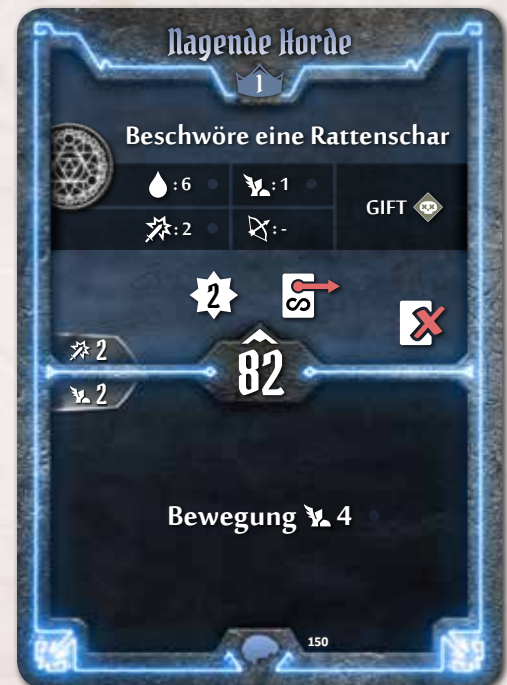 Nagende Horde
1
Beschwöre eine Rattenschar
: 6 : 1
GIFT
: 2 : -
2
2
82
2
Bewegung 4
150